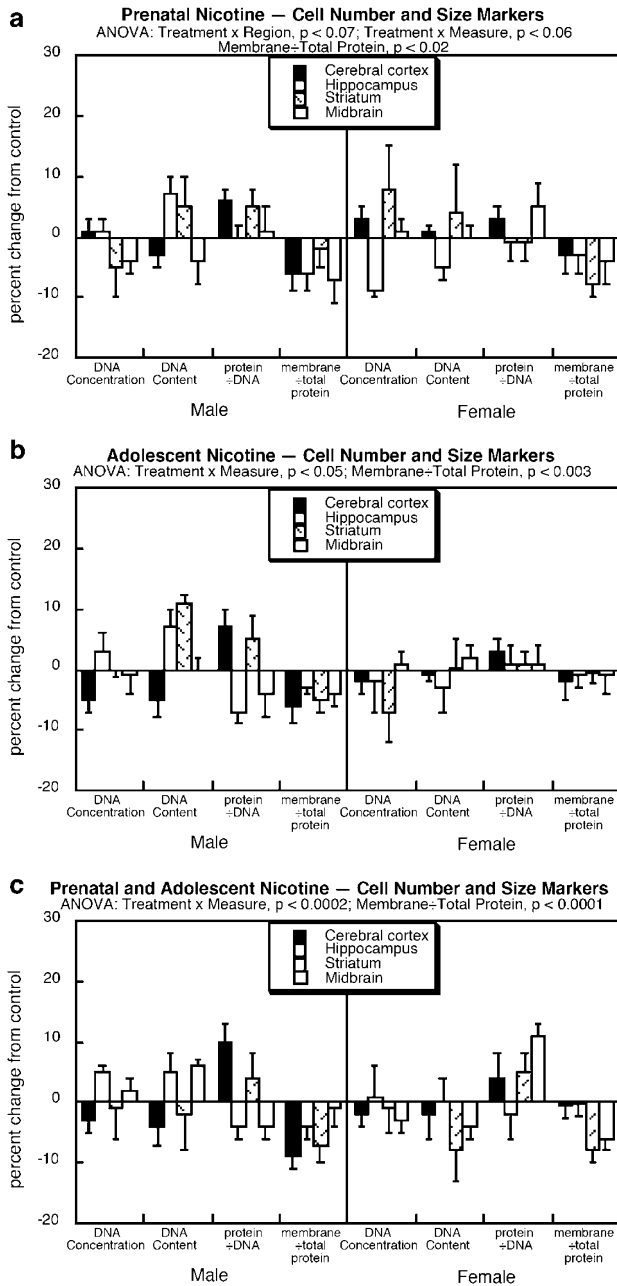 a
Prenatal Nicotine — Cell Number and Size Markers
ANOVA: Treatment x Region, p < 0.07; Treatment x Measure, p < 0.06
Membrane÷Total Protein, p < 0.02
Cerebral cortex
Hippocampus
Striatum
Midbrain
percent change from control
30
20
10
0
-10
-20
DNA Concentration
DNA Content
protein ÷DNA
membrane ÷total protein
DNA Concentration
DNA Content
protein ÷DNA
membrane ÷total protein
Male
Female
b
Adolescent Nicotine — Cell Number and Size Markers
ANOVA: Treatment x Measure, p < 0.05; Membrane÷Total Protein, p < 0.003
Cerebral cortex
Hippocampus
Striatum
Midbrain
percent change from control
30
20
10
0
-10
-20
DNA Concentration
DNA Content
protein ÷DNA
membrane ÷total protein
DNA Concentration
DNA Content
protein ÷DNA
membrane ÷total protein
Male
Female
c
Prenatal and Adolescent Nicotine — Cell Number and Size Markers
ANOVA: Treatment x Measure, p < 0.0002; Membrane÷Total Protein, p < 0.0001
Cerebral cortex
Hippocampus
Striatum
Midbrain
percent change from control
30
20
10
0
-10
-20
DNA Concentration
DNA Content
protein ÷DNA
membrane ÷total protein
DNA Concentration
DNA Content
protein ÷DNA
membrane ÷total protein
Male
Female